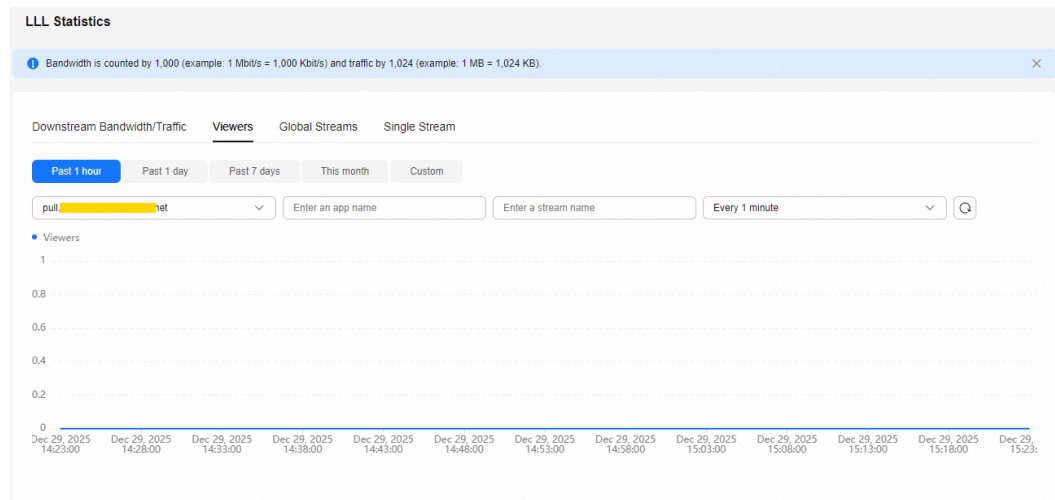 LLL Statistics
Bandwidth is counted by 1,000 (example: 1 Mbit/s = 1,000 Kbit/s) and traffic by 1,024 (example: 1 MB = 1,024 KB).
Downstream Bandwidth/Traffic Viewers Global Streams Single Stream
Past 1 hour Past 1 day Past 7 days This month Custom
pull. net Enter an app name Enter a stream name Every 1 minute
Viewers
1
0.8
0.6
0.4
0.2
0
Dec 29, 2025 Dec 29, 2025 Dec 29, 2025 Dec 29, 2025 Dec 29, 2025 Dec 29, 2025 Dec 29, 2025 Dec 29, 2025 Dec 29, 2025 Dec 29, 2025 Dec 29, 2025 Dec 29, 2025 Dec 29,
14:23:00 14:28:00 14:33:00 14:38:00 14:43:00 14:48:00 14:53:00 14:58:00 15:03:00 15:08:00 15:13:00 15:18:00 15:23: